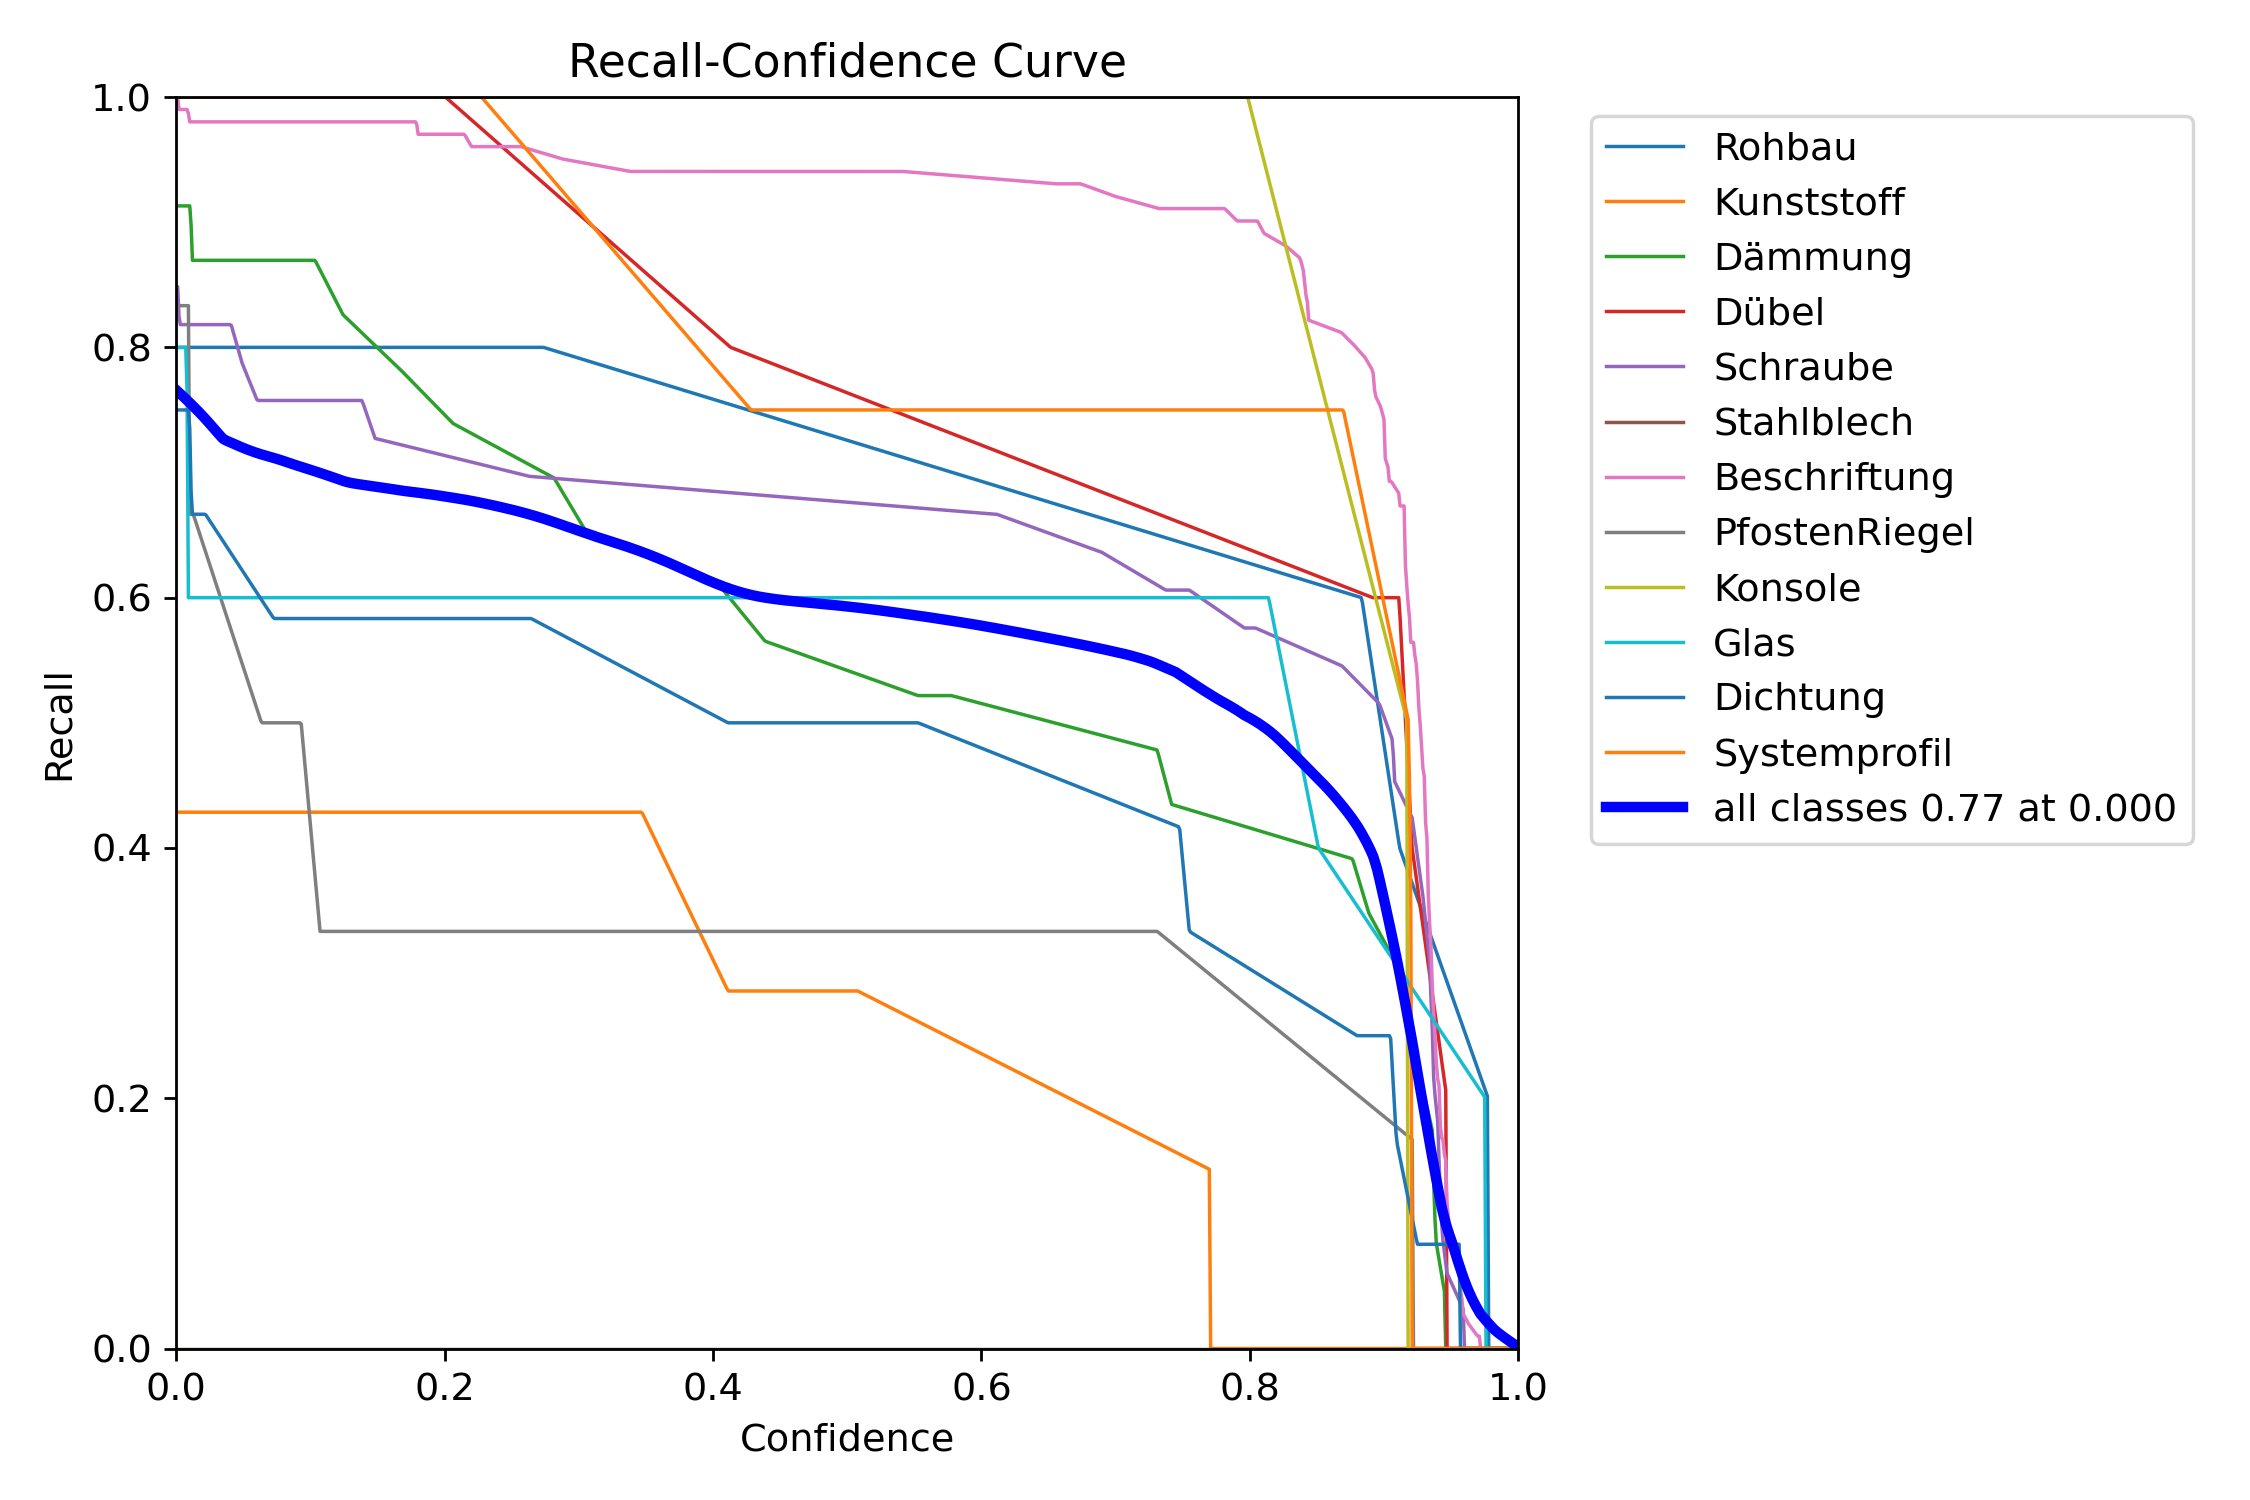 Recall-Confidence Curve
1.0
0.8
0.6
0.4
0.2
0.0
Recall
0.0 0.2 0.4 0.6 0.8 1.0
Confidence
Rohbau
Kunststoff
Dämmung
Dübel
Schraube
Stahlblech
Beschriftung
PfostenRiegel
Konsole
Glas
Dichtung
Systemprofil
all classes 0.77 at 0.000